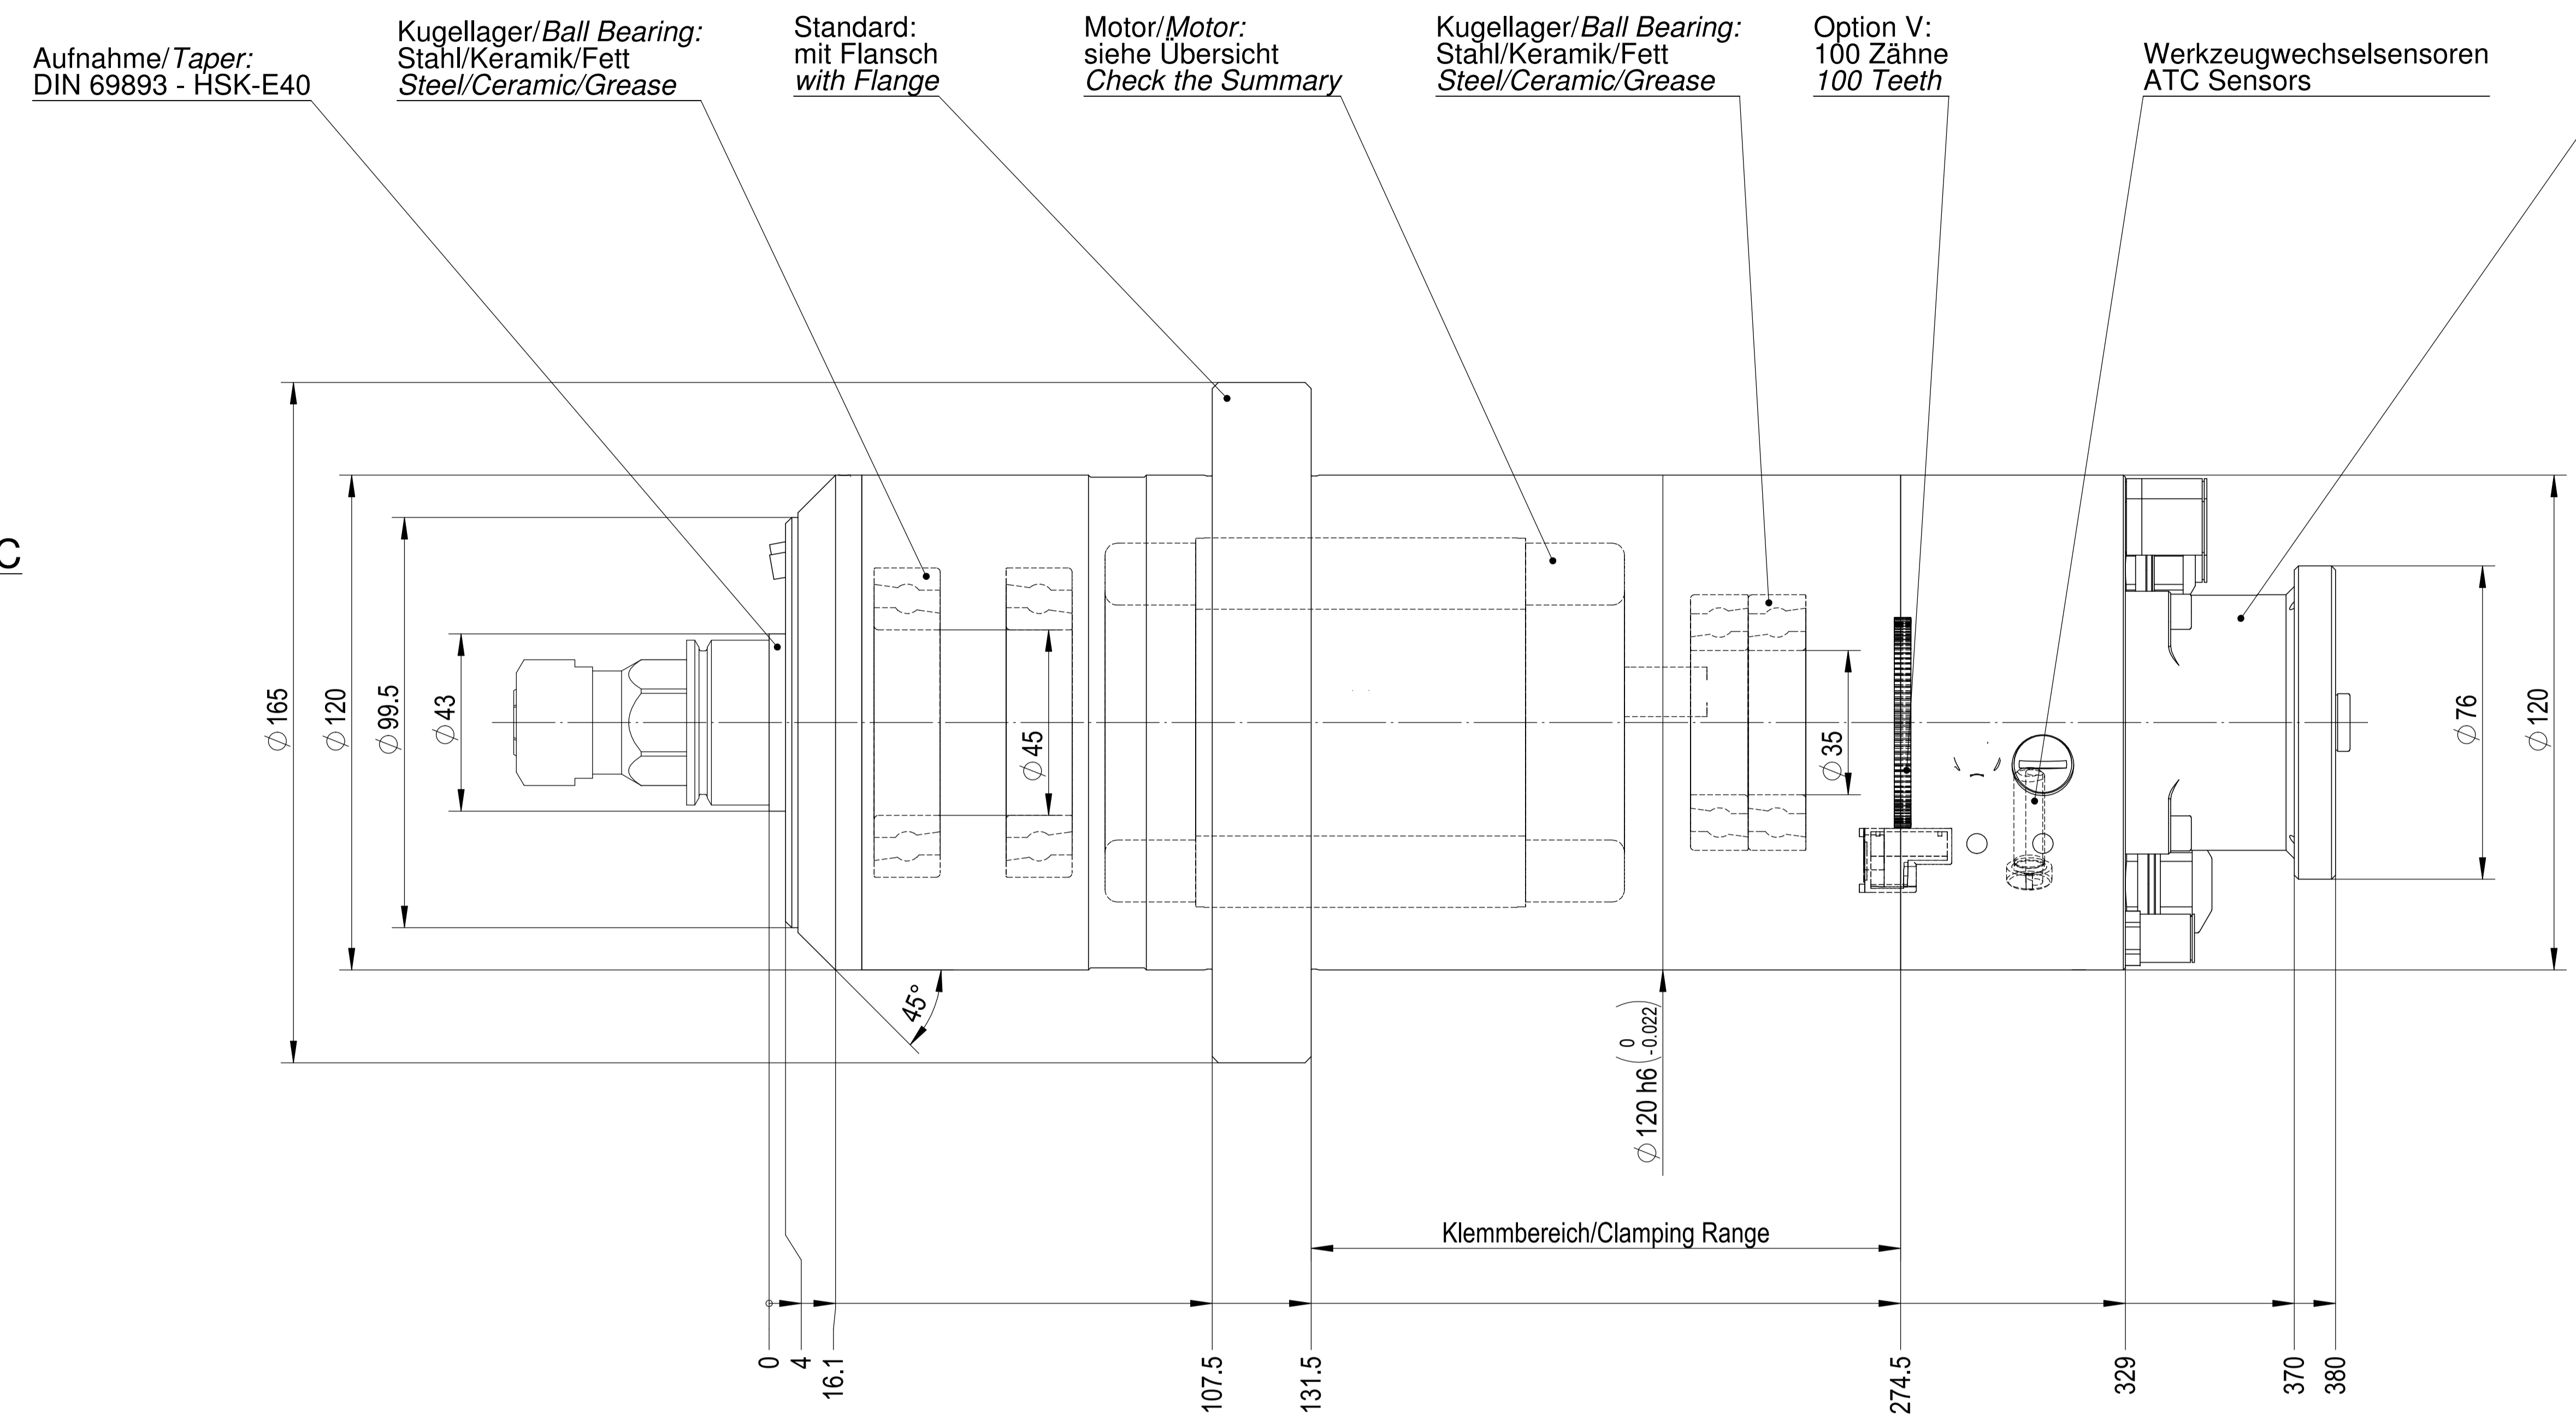 Aufnahme/Taper:
DIN 69893 - HSK-E40
Kugellager/Ball Bearing:
Stahl/Keramik/Fett
Steel/Ceramic/Grease
Standard:
mit Flansch
with Flange
Motor/Motor:
siehe Übersicht
Check the Summary
Kugellager/Ball Bearing:
Stahl/Keramik/Fett
Steel/Ceramic/Grease
Option V:
100 Zähne
100 Teeth
Werkzeugwechselsensoren
ATC Sensors
C
Ø 165
Ø 120
Ø 99.5
Ø 43
Ø 45
Ø 35
Ø 76
Ø 120
45°
Ø 120 h6 (0 -0.022)
Klemmbereich/Clamping Range
0
4
16.1
107.5
131.5
274.5
329
370
380